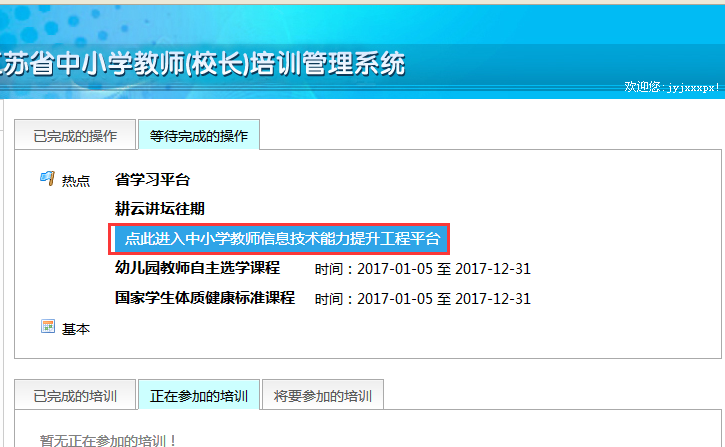 苏省中小学教师(校长)培训管理系统
欢迎您:jyjxxxpx!
已完成的操作 等待完成的操作
热点 省学习平台
耕云讲坛往期
点此进入中小学教师信息技术能力提升工程平台
幼儿园教师自主选学课程 时间：2017-01-05 至 2017-12-31
国家学生体质健康标准课程 时间：2017-01-05 至 2017-12-31
基本
已完成的培训 正在参加的培训 将要参加的培训
暂无正在参加的培训！